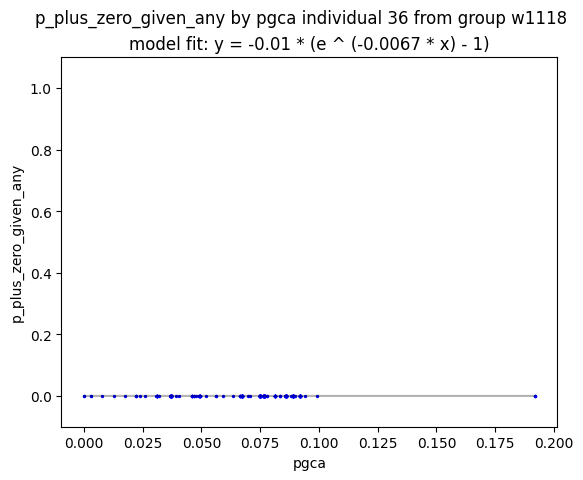 p_plus_zero_given_any by pgca individual 36 from group w1118
model fit: y = -0.01 * (e ^ (-0.0067 * x) - 1)
1.0
0.8
0.6
0.4
0.2
0.0
p_plus_zero_given_any
0.000 0.025 0.050 0.075 0.100 0.125 0.150 0.175 0.200
pgca